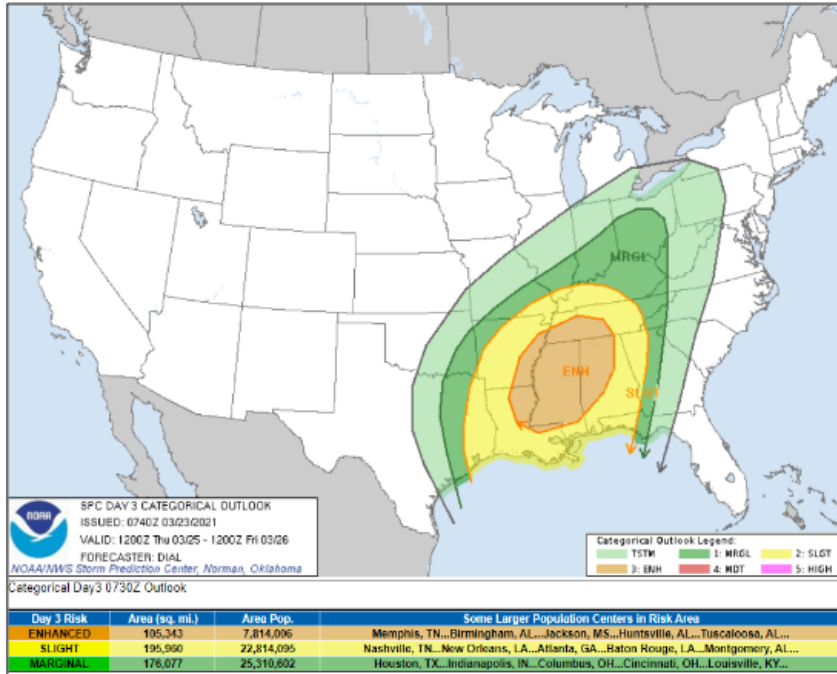 MRGL
ENH
SLGT
NOAA
SPC DAY 3 CATEGORICAL OUTLOOK
ISSUED: 0740Z 03/23/2021
VALID: 1200Z Thu 03/25 - 1200Z Fri 03/26
FORECASTER: DIAL
NOAA/NWS Storm Prediction Center, Norman, Oklahoma
Categorical Outlook Legend:
TSTM 1: MRGL 2: SLGT
3: ENH 4: MDT 5: HIGH
Categorical Day3 0730Z Outlook
Day 3 Risk Area (sq. mi.) Area Pop. Some Larger Population Centers in Risk Area
ENHANCED 105,343 7,814,006 Memphis, TN...Birmingham, AL...Jackson, MS...Huntsville, AL...Tuscaloosa, AL...
SLIGHT 195,960 22,814,095 Nashville, TN...New Orleans, LA...Atlanta, GA...Baton Rouge, LA...Montgomery, AL...
MARGINAL 176,077 25,310,602 Houston, TX...Indianapolis, IN...Columbus, OH...Cincinnati, OH...Louisville, KY...